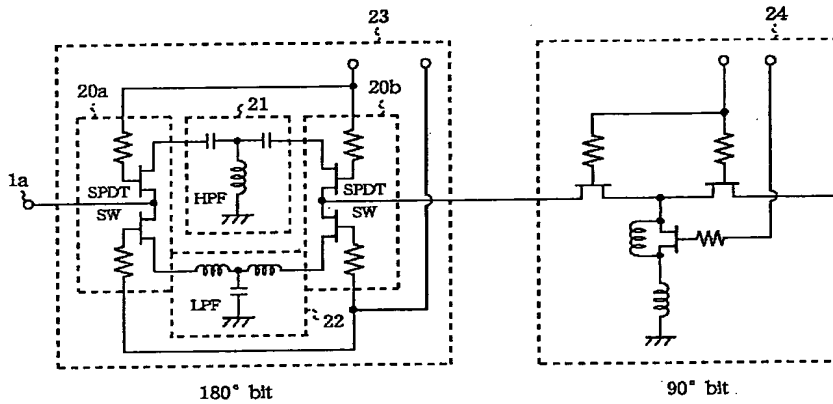 23
24
20a
21
20b
1a
SPDT
SW
HPF
SPDT
SW
LPF
22
180° bit
90° bit